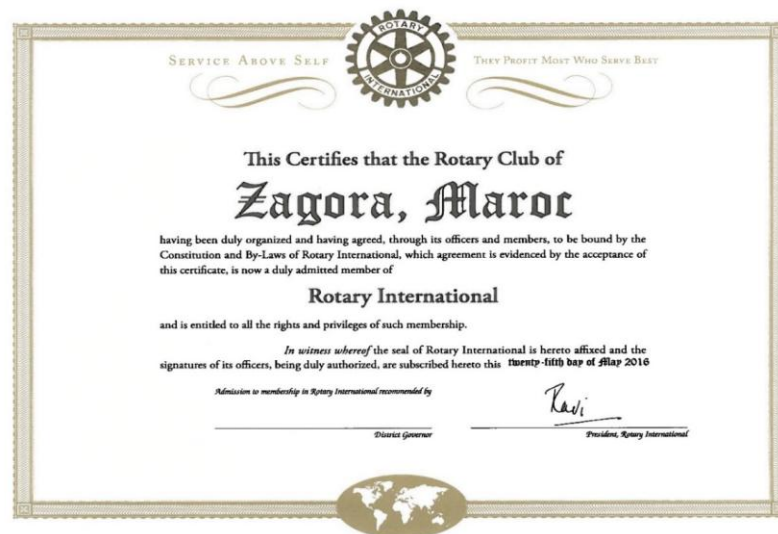 SERVICE ABOVE SELF
ROTARY
INTERNATIONAL
THEY PROFIT MOST WHO SERVE BEST
This Certifies that the Rotary Club of
Zagora, Maroc
having been duly organized and having agreed, through its officers and members, to be bound by the
Constitution and By-Laws of Rotary International, which agreement is evidenced by the acceptance of
this certificate, is now a duly admitted member of
Rotary International
and is entitled to all the rights and privileges of such membership.
In witness whereof the seal of Rotary International is hereto affixed and the
signatures of its officers, being duly authorized, are subscribed hereto this twenty-fifth day of May 2016
Admission to membership in Rotary International recommended by
Ravi
District Governor
President, Rotary International